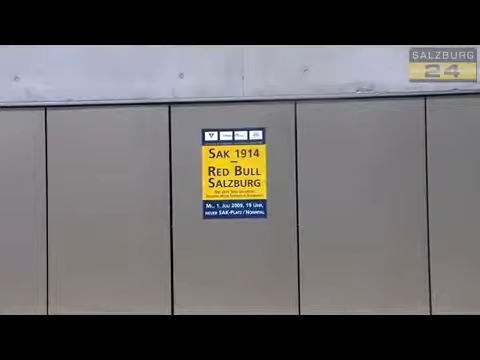 SALZBURG
24
SAK 1914
–
RED BULL
SALZBURG
MI., 1. JULI 2009, 19 UHR,
NEUER SAK-PLATZ / NONNTAL